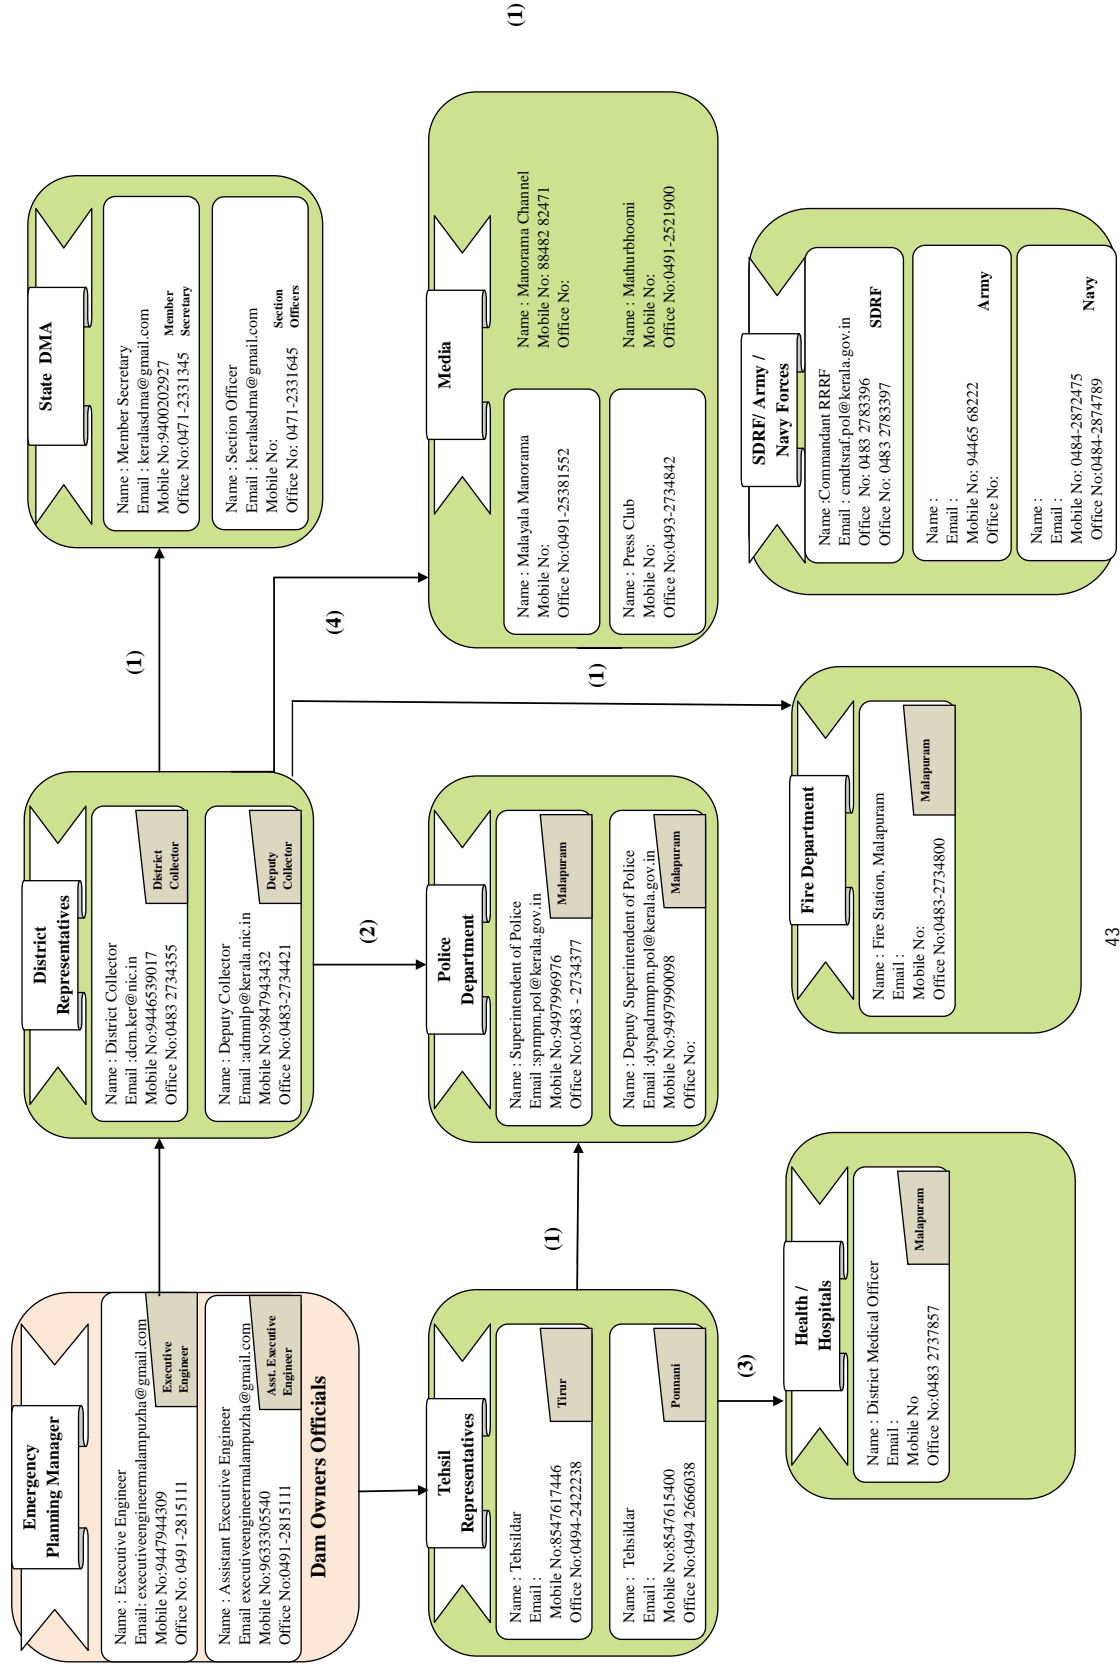 Emergency
Planning Manager
Name : Executive Engineer
Email: executiveengineermalampuzha@gmail.com
Mobile No:9447944309
Office No: 0491-2815111
Executive
Engineer
Name : Assistant Executive Engineer
Email executiveengineermalampuzha@gmail.com
Mobile No:9633305540
Office No:0491-2815111
Asst. Executive
Engineer
Dam Owners Officials
District
Representatives
Name : District Collector
Email :dcm.ker@nic.in
Mobile No:9446539017
Office No:0483 2734355
District
Collector
Name : Deputy Collector
Email :admmlp@kerala.nic.in
Mobile No:9847943432
Office No:0483-2734421
Deputy
Collector
(1)
State DMA
Name : Member Secretary
Email : keralasdma@gmail.com
Mobile No:9400202927
Office No:0471-2331345
Member
Secretary
Name : Section Officer
Email : keralasdma@gmail.com
Mobile No:
Office No: 0471-2331645
Section
Officers
(2)
(4)
Tehsil
Representatives
Name : Tehsildar
Email :
Mobile No:8547617446
Office No:0494-2422238
Tirur
Name : Tehsildar
Email :
Mobile No:8547615400
Office No:0494 2666038
Ponnani
(1)
Police
Department
Name : Superintendent of Police
Email :spmpm.pol@kerala.gov.in
Mobile No:9497996976
Office No:0483 - 2734377
Malapuram
Name : Deputy Superintendent of Police
Email :dyspadmmpm.pol@kerala.gov.in
Mobile No:9497990098
Office No:
Malapuram
(1)
Media
Name : Malayala Manorama
Mobile No:
Office No:0491-25381552
Name : Manorama Channel
Mobile No: 88482 82471
Office No:
Name : Press Club
Mobile No:
Office No:0493-2734842
Name : Mathurbhoomi
Mobile No:
Office No:0491-2521900
(1)
(3)
Health /
Hospitals
Name : District Medical Officer
Email :
Mobile No
Office No:0483 2737857
Malapuram
Fire Department
Name : Fire Station, Malapuram
Email :
Mobile No:
Office No:0483-2734800
Malapuram
SDRF/ Army /
Navy Forces
Name :Commandant RRRF
Email : cmdtsraf.pol@kerala.gov.in
Office No: 0483 2783396
Office No: 0483 2783397
SDRF
Name :
Email :
Mobile No: 94465 68222
Office No:
Army
Name :
Email :
Mobile No: 0484-2872475
Office No:0484-2874789
Navy
43